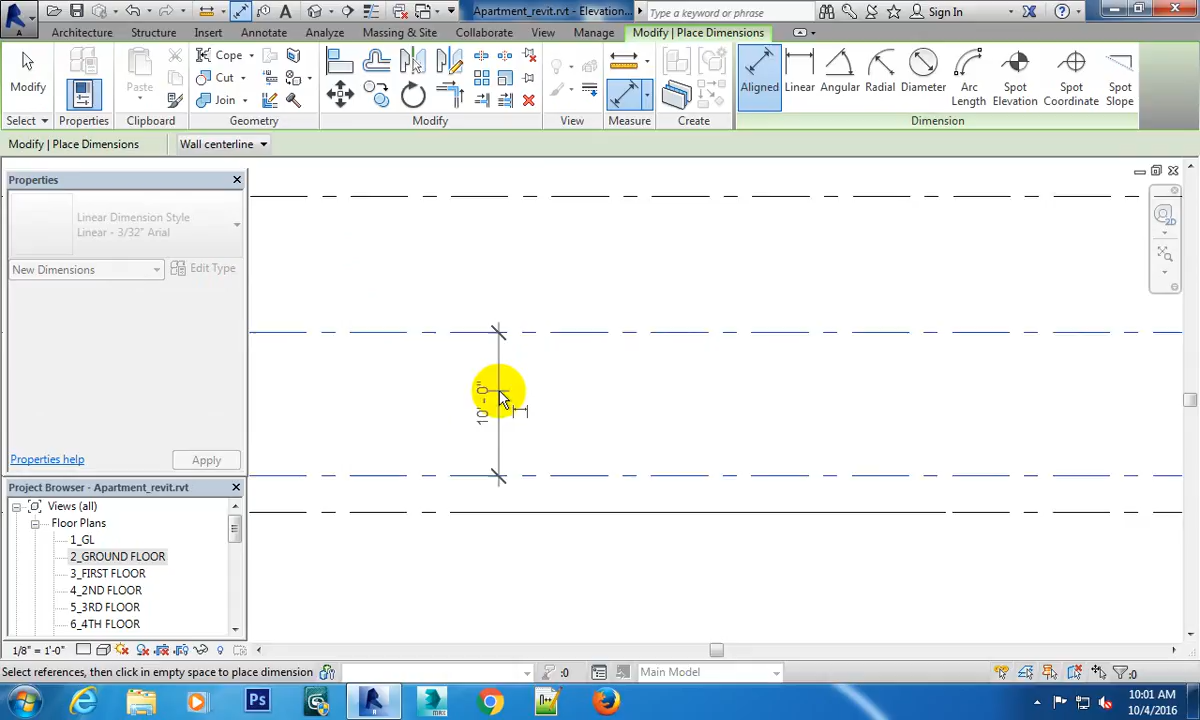 Apartment_revit.rvt - Elevation...
Type a keyword or phrase
Sign In
Architecture
Structure
Insert
Annotate
Analyze
Massing & Site
Collaborate
View
Manage
Modify | Place Dimensions
Modify
Paste
Cope
Cut
Join
Aligned
Linear
Angular
Radial
Diameter
Arc Length
Spot Elevation
Spot Coordinate
Spot Slope
Select
Properties
Clipboard
Geometry
Modify
View
Measure
Create
Dimension
Modify | Place Dimensions
Wall centerline
Properties
Linear Dimension Style
Linear - 3/32" Arial
New Dimensions
Edit Type
10' - 0"
Properties help
Apply
Project Browser - Apartment_revit.rvt
Views (all)
Floor Plans
1_GL
2_GROUND FLOOR
3_FIRST FLOOR
4_2ND FLOOR
5_3RD FLOOR
6_4TH FLOOR
1/8" = 1'-0"
Select references, then click in empty space to place dimension
:0
Main Model
:0
10:01 AM
10/4/2016